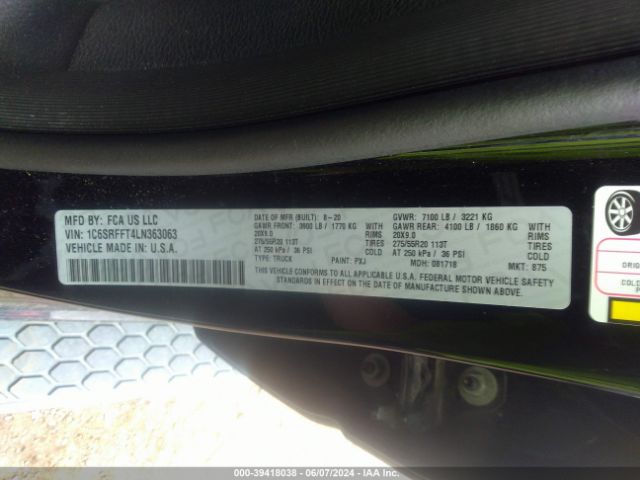 MFD BY: FCA US LLC
VIN: 1C6SRFFT4LN363063
VEHICLE MADE IN U.S.A.
DATE OF MFR (BUILT): 8-20 GVWR: 7100 LB / 3221 KG
GAWR FRONT: 3900 LB / 1770 KG WITH GAWR REAR: 4100 LB / 1860 KG WITH
20X9.0 RIMS 20X9.0 RIMS
275/55R20 113T TIRES 275/55R20 113T TIRES
AT 250 kPa / 36 PSI COLD AT 250 kPa / 36 PSI COLD
TYPE: TRUCK PAINT: PXJ MDH: 081718 MKT: 875
THIS VEHICLE CONFORMS TO ALL APPLICABLE U.S.A. FEDERAL MOTOR VEHICLE SAFETY
STANDARDS IN EFFECT ON THE DATE OF MANUFACTURE SHOWN ABOVE.
COLD
©-39418038 - 06/07/2024 - IAA Inc.